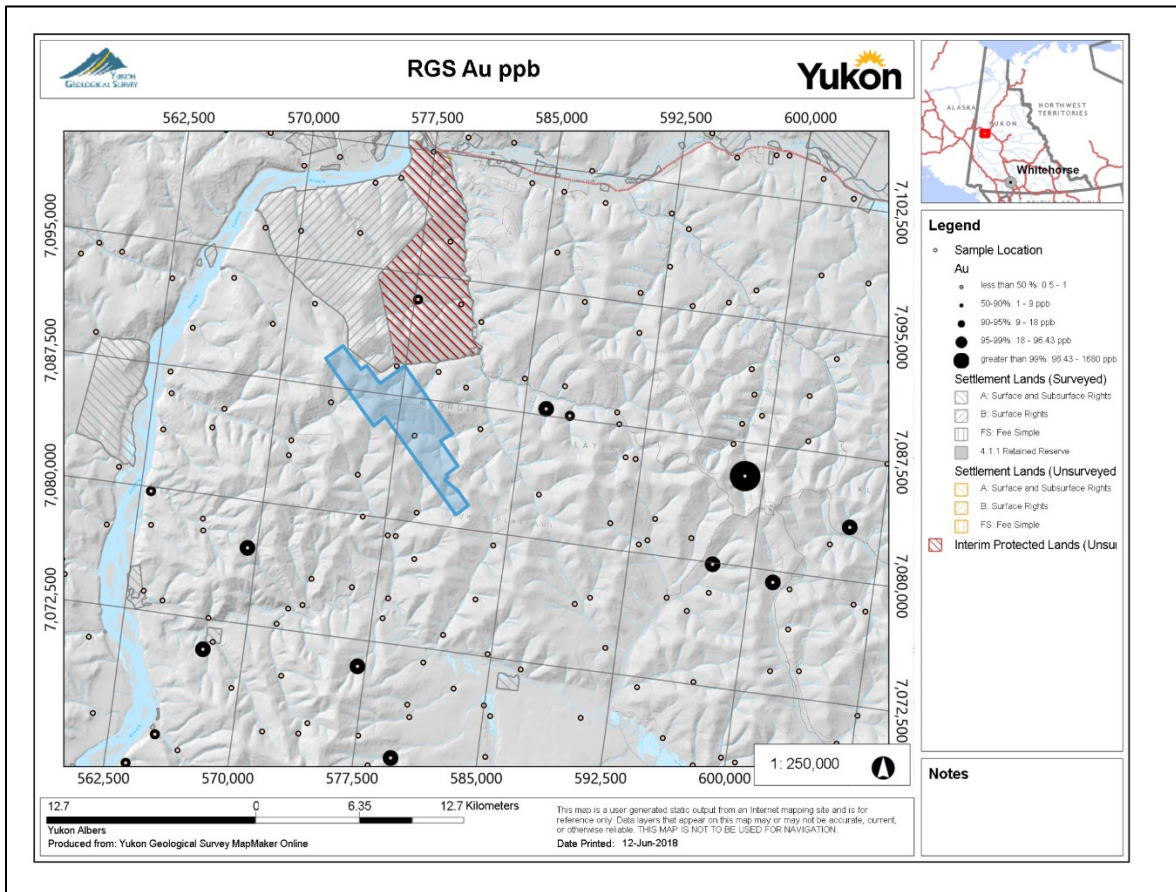 YUKON
GEOLOGICAL SURVEY
RGS Au ppb
Yukon
ALASKA
YUKON
NORTHWEST
TERRITORIES
Whitehorse
562,500 570,000 577,500 585,000 592,500 600,000
7,095,000
7,087,500
7,080,000
7,072,500
7,102,500
7,095,000
7,087,500
7,080,000
7,072,500
562,500 570,000 577,500 585,000 592,500 600,000
1: 250,000
Legend
Sample Location
Au
less than 50 %: 0.5 - 1
50-90%: 1 - 9 ppb
90-95%: 9 - 18 ppb
95-99%: 18 - 96.43 ppb
greater than 99%: 96.43 - 1680 ppb
Settlement Lands (Surveyed)
A: Surface and Subsurface Rights
B: Surface Rights
FS: Fee Simple
4.1.1 Retained Reserve
Settlement Lands (Unsurveyed
A: Surface and Subsurface Rights
B: Surface Rights
FS: Fee Simple
Interim Protected Lands (Unsu
Notes
12.7 0 6.35 12.7 Kilometers
Yukon Albers
Produced from: Yukon Geological Survey MapMaker Online
This map is a user generated static output from an Internet mapping site and is for
reference only. Data layers that appear on this map may or may not be accurate, current,
or otherwise reliable. THIS MAP IS NOT TO BE USED FOR NAVIGATION.
Date Printed: 12-Jun-2018